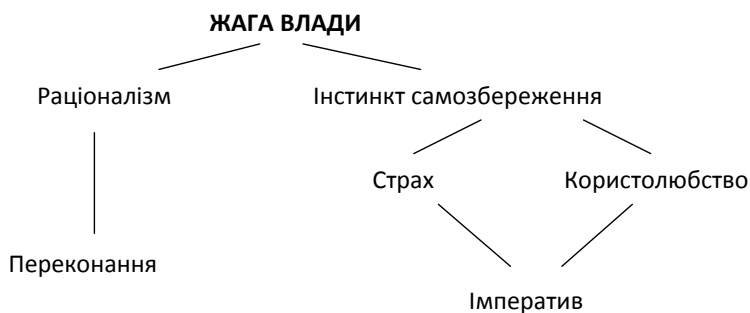 ЖАГА ВЛАДИ
Раціоналізм
Інстинкт самозбереження
Страх
Користолюбство
Переконання
Імператив